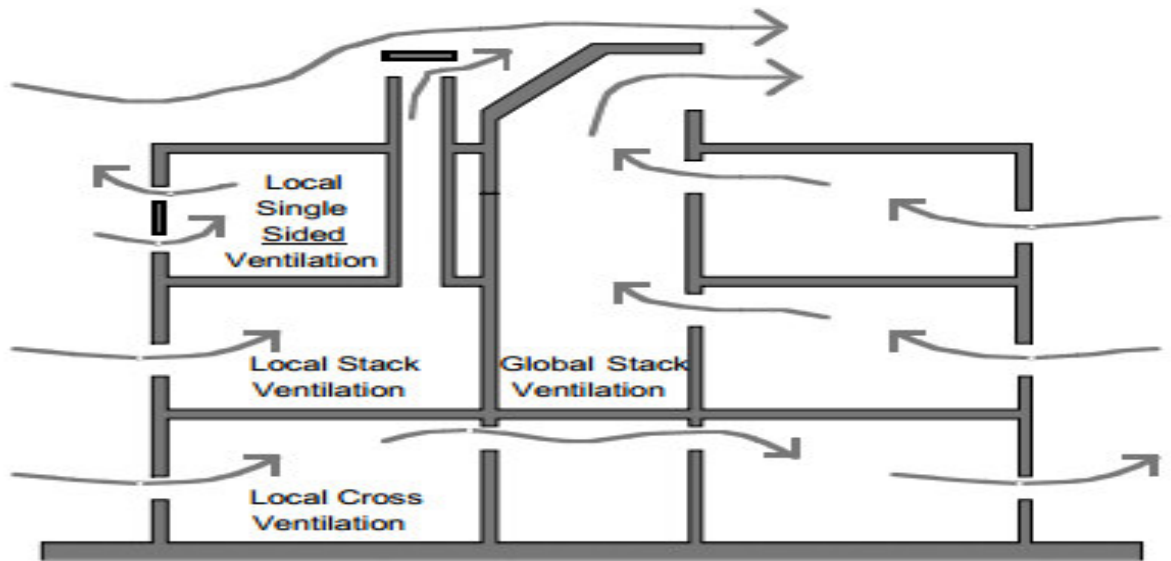 Local
Single
Sided
Ventilation
Local Stack
Ventilation
Global Stack
Ventilation
Local Cross
Ventilation